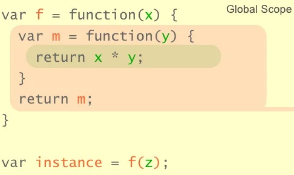 Global Scope
var f = function(x) {
  var m = function(y) {
    return x * y;
  }
  return m;
}
var instance = f(z);